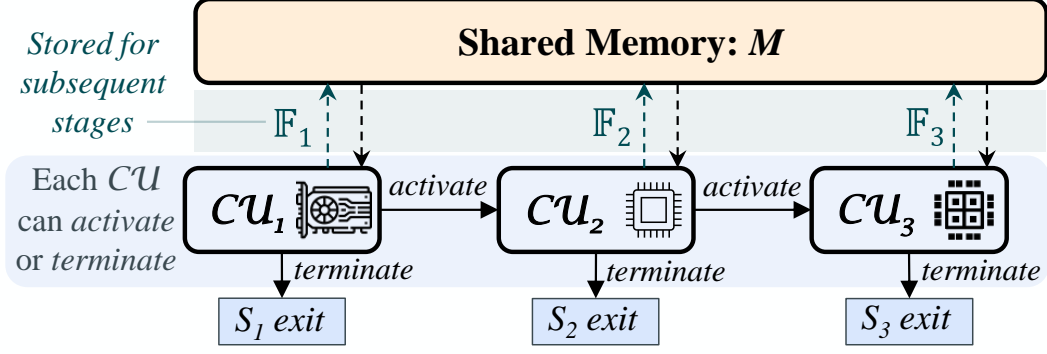 Shared Memory: M
Stored for
subsequent
stages
𝔽₁
𝔽₂
𝔽₃
Each 𝒞𝒰
can activate
or terminate
𝒞𝒰₁
activate
𝒞𝒰₂
activate
𝒞𝒰₃
terminate
terminate
terminate
S₁ exit
S₂ exit
S₃ exit